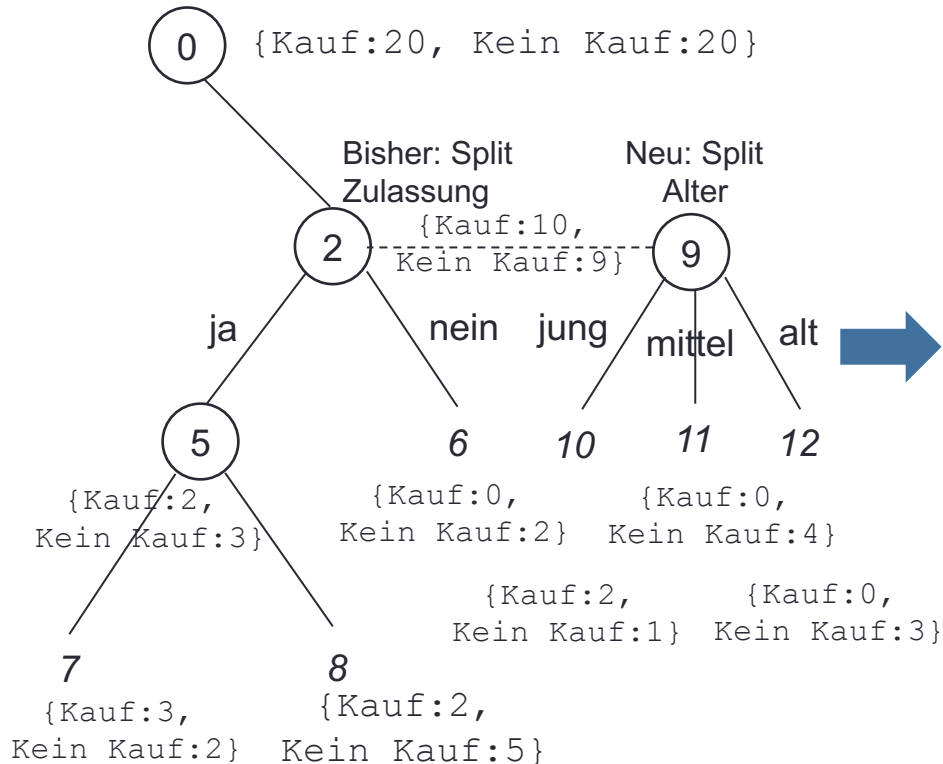 0
{Kauf:20, Kein Kauf:20}
Bisher: Split
Zulassung
Neu: Split
Alter
2
{Kauf:10,
Kein Kauf:9}
9
ja
nein
jung
mittel
alt
5
6
10
11
12
{Kauf:2,
Kein Kauf:3}
{Kauf:0,
Kein Kauf:2}
{Kauf:0,
Kein Kauf:4}
{Kauf:2,
Kein Kauf:1}
{Kauf:0,
Kein Kauf:3}
7
8
{Kauf:3,
Kein Kauf:2}
{Kauf:2,
Kein Kauf:5}